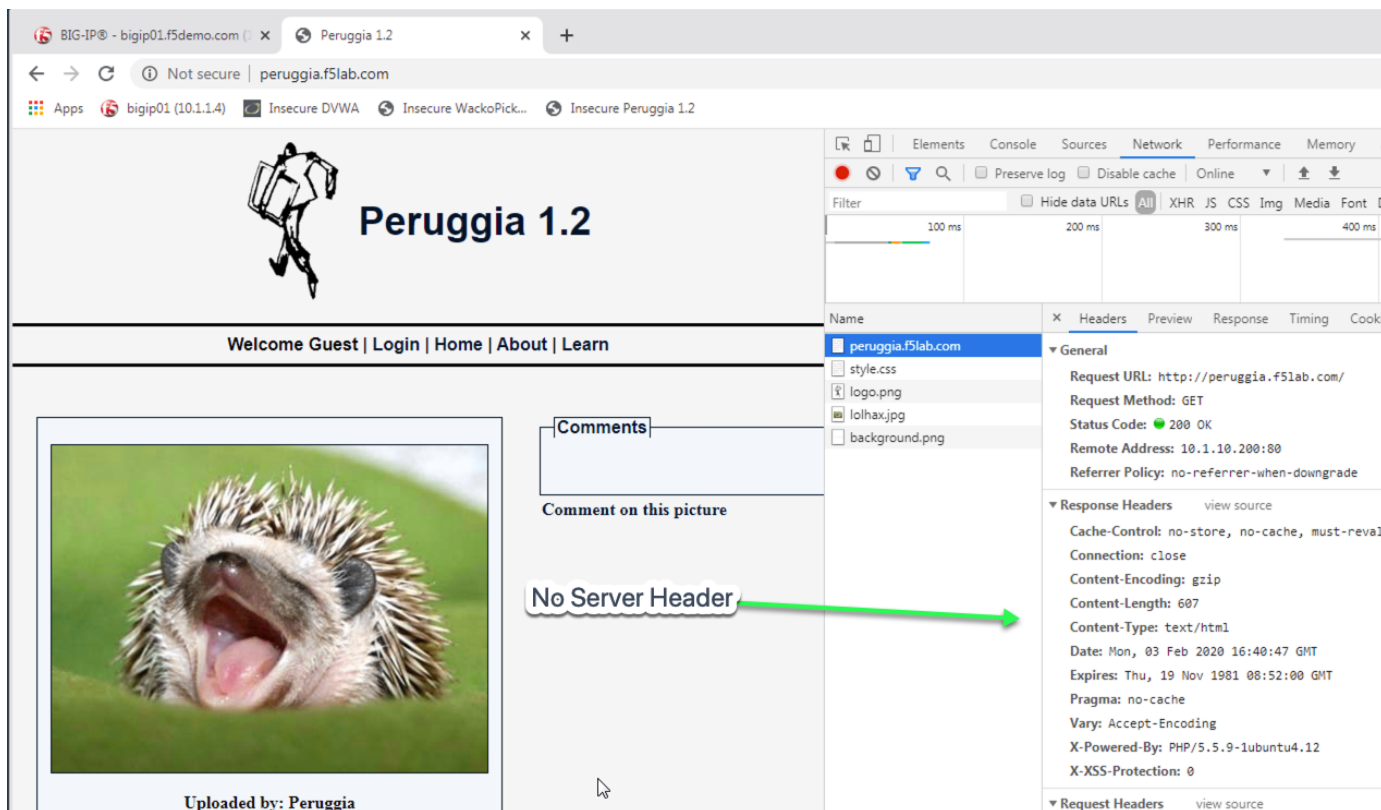 BIG-IP® - bigip01.f5demo.com (
Peruggia 1.2
Not secure | peruggia.f5lab.com
Apps bigip01 (10.1.1.4) Insecure DVWA Insecure WackoPick... Insecure Peruggia 1.2
Peruggia 1.2
Welcome Guest | Login | Home | About | Learn
Comments
Comment on this picture
No Server Header
Uploaded by: Peruggia
Elements Console Sources Network Performance Memory
Preserve log Disable cache Online
Filter Hide data URLs All XHR JS CSS Img Media Font
100 ms 200 ms 300 ms 400 ms
Name
peruggia.f5lab.com
style.css
logo.png
lolhax.jpg
background.png
Headers Preview Response Timing Cook
General
Request URL: http://peruggia.f5lab.com/
Request Method: GET
Status Code: 200 OK
Remote Address: 10.1.10.200:80
Referrer Policy: no-referrer-when-downgrade
Response Headers view source
Cache-Control: no-store, no-cache, must-reval
Connection: close
Content-Encoding: gzip
Content-Length: 607
Content-Type: text/html
Date: Mon, 03 Feb 2020 16:40:47 GMT
Expires: Thu, 19 Nov 1981 08:52:00 GMT
Pragma: no-cache
Vary: Accept-Encoding
X-Powered-By: PHP/5.5.9-1ubuntu4.12
X-XSS-Protection: 0
Request Headers view source